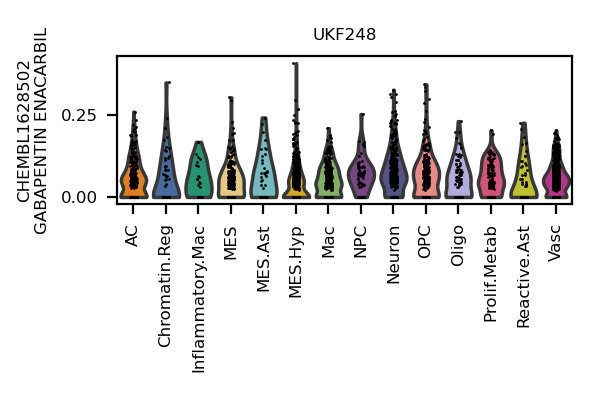 UKF248
CHEMBL1628502
GABAPENTIN ENACARBIL
0.25
0.00
AC
Chromatin.Reg
Inflammatory.Mac
MES
MES.Ast
MES.Hyp
Mac
NPC
Neuron
OPC
Oligo
Prolif.Metab
Reactive.Ast
Vasc